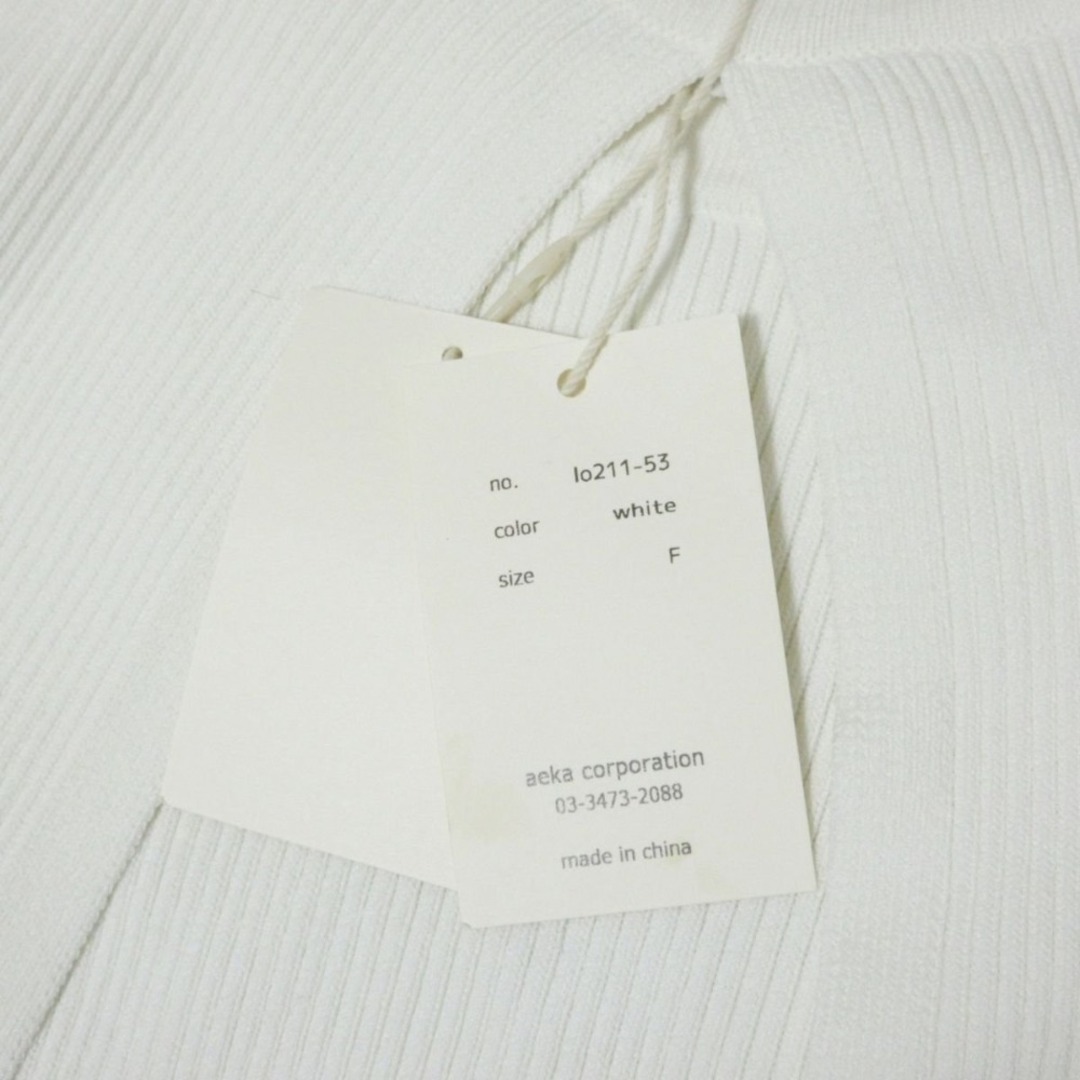 no. lo211-53
color white
size F
aeka corporation
03-3473-2088
made in china